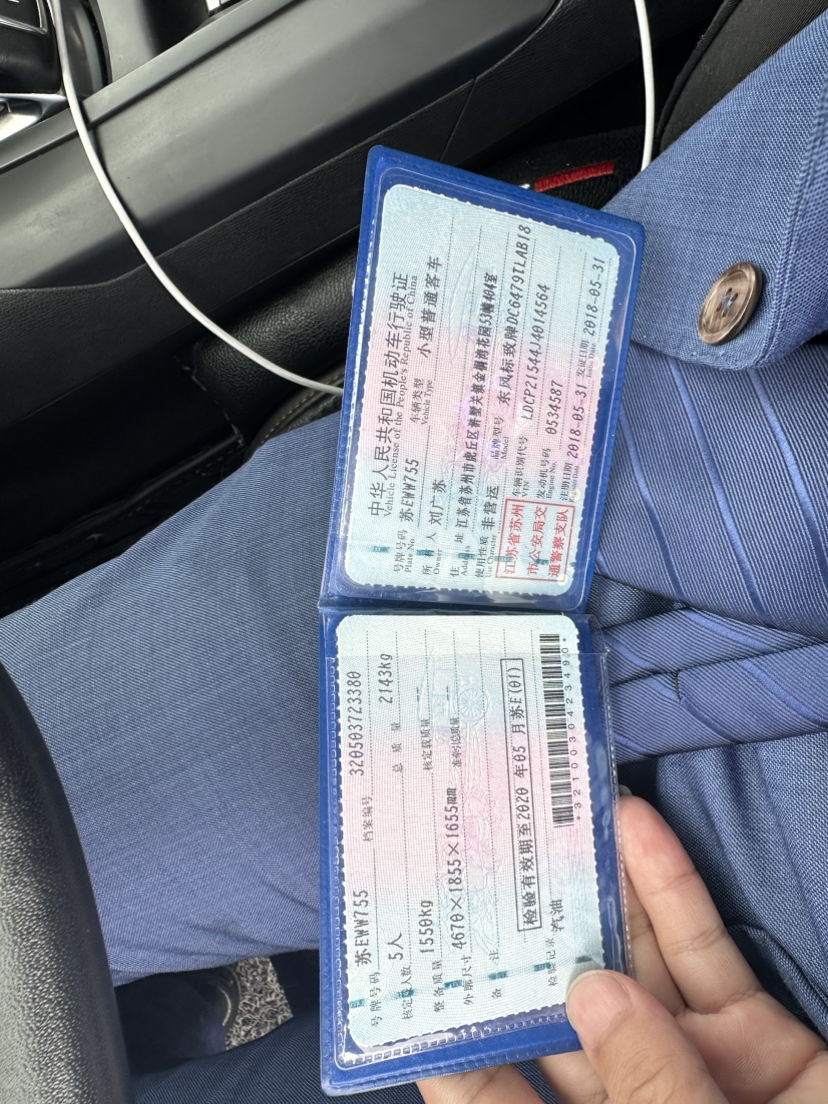 中华人民共和国机动车行驶证
Vehicle License of the People's Republic of China
号牌号码 苏EWW755 车辆类型 小型普通客车
Plate No. Vehicle Type
所有人 刘广苏
Owner
住址 江苏省苏州市虎丘区浒墅关镇金榭湾花园53幢404室
Address
使用性质 非营运 品牌型号 东风标致牌DC6479TLAB18
Use Character Model
江苏省苏州
市公安局交
通警察支队
车辆识别代号 LDCP21544J4014564
VIN
发动机号码 0534587
Engine No.
注册日期 2018-05-31 发证日期 2018-05-31
号牌号码 苏EWW755 档案编号 320503723380
核定载人数 5人 总质量 2143kg
整备质量 1550kg 核定载质量
外廓尺寸 4670×1855×1655mm 准牵引总质量
备注
检验有效期至2020年05月苏E(01)
检验记录
汽油
*3210030423490*